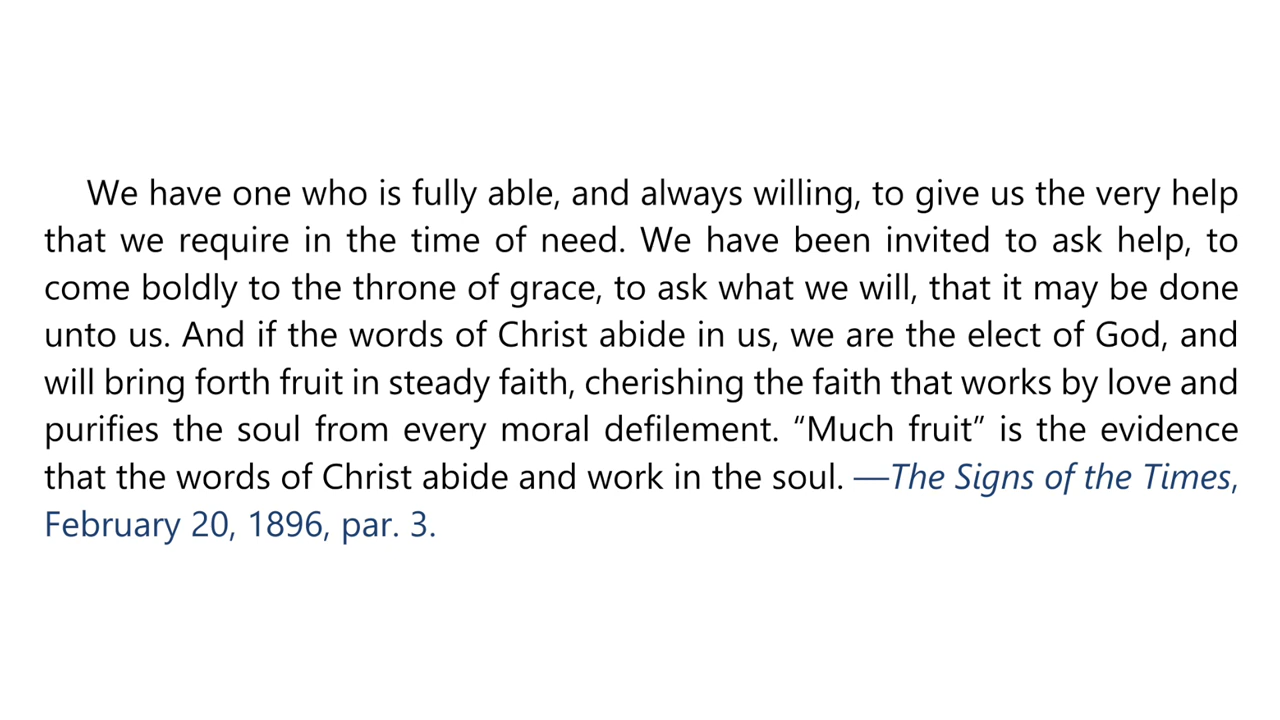 We have one who is fully able, and always willing, to give us the very help
that we require in the time of need. We have been invited to ask help, to
come boldly to the throne of grace, to ask what we will, that it may be done
unto us. And if the words of Christ abide in us, we are the elect of God, and
will bring forth fruit in steady faith, cherishing the faith that works by love and
purifies the soul from every moral defilement. “Much fruit” is the evidence
that the words of Christ abide and work in the soul. —The Signs of the Times,
February 20, 1896, par. 3.